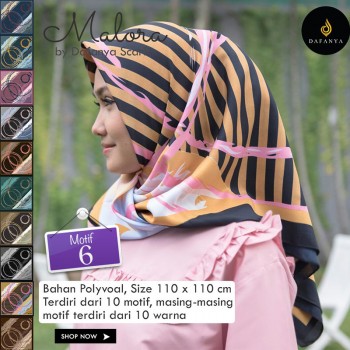 Malora
by Dafanya Scarf
DAFANYA
Motif
6
Bahan Polyvoal, Size 110 x 110 cm
Terdiri dari 10 motif, masing-masing
motif terdiri dari 10 warna
SHOP NOW